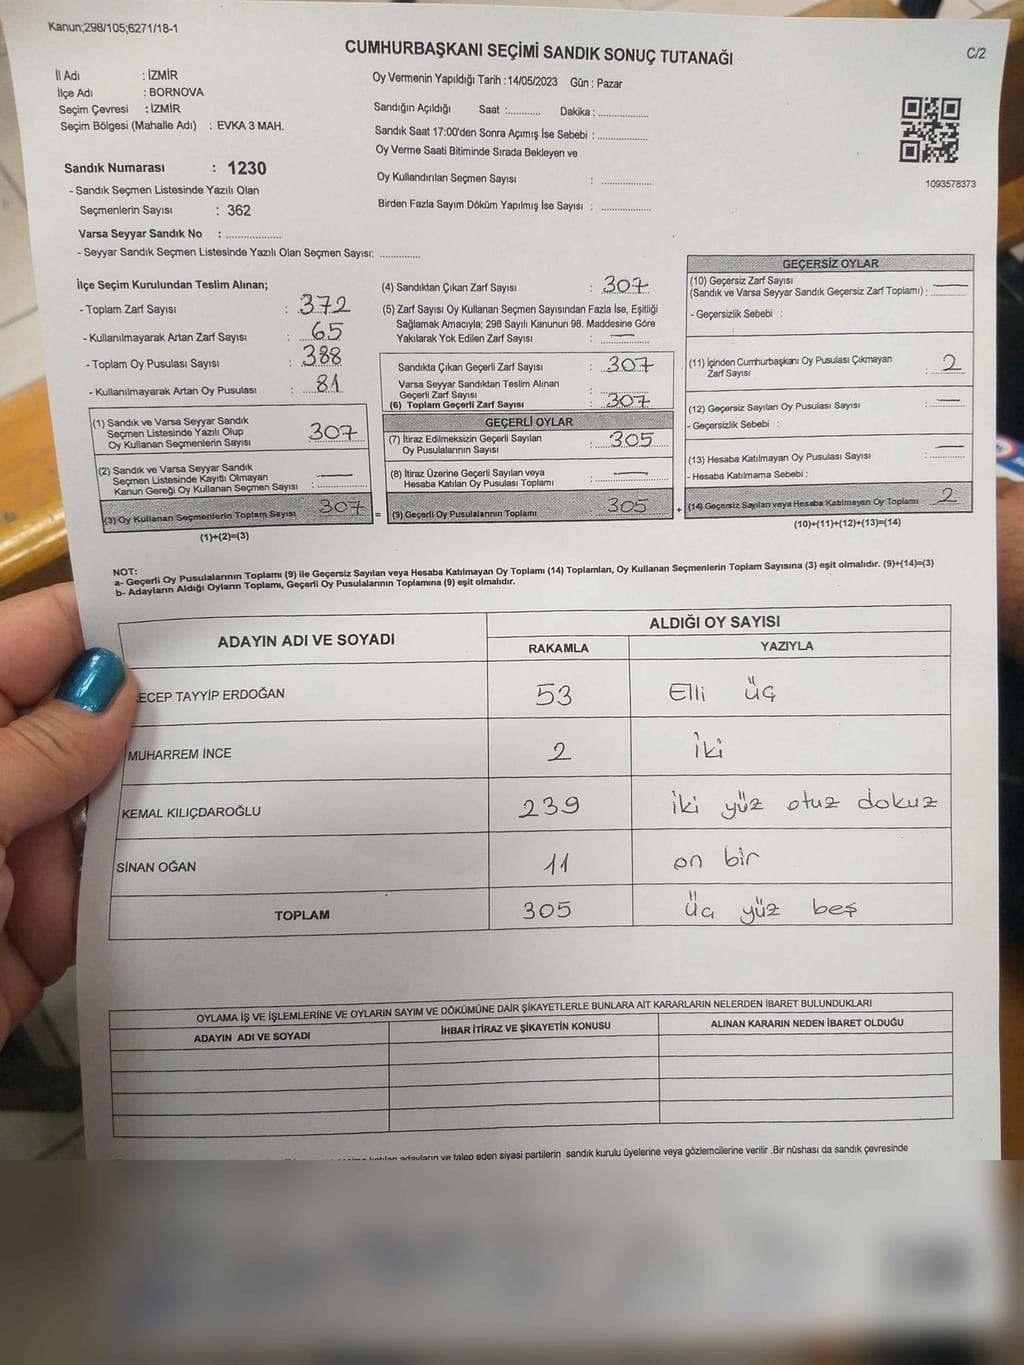 Kanun;298/105;6271/18-1
CUMHURBAŞKANI SEÇİMİ SANDIK SONUÇ TUTANAĞI
C/2
İl Adı : İZMİR
İlçe Adı : BORNOVA
Seçim Çevresi : İZMİR
Seçim Bölgesi (Mahalle Adı) : EVKA 3 MAH.
Sandık Numarası : 1230
- Sandık Seçmen Listesinde Yazılı Olan
Seçmenlerin Sayısı : 362
Varsa Seyyar Sandık No : ..................
- Seyyar Sandık Seçmen Listesinde Yazılı Olan Seçmen Sayısı: .............
Oy Vermenin Yapıldığı Tarih : 14/05/2023 Gün : Pazar
Sandığın Açıldığı Saat :........... Dakika : ................
Sandık Saat 17:00'den Sonra Açımış İse Sebebi : ................
Oy Verme Saati Bitiminde Sırada Bekleyen ve
Oy Kullandırılan Seçmen Sayısı : ................
Birden Fazla Sayım Döküm Yapılmış İse Sayısı : ................
1093578373
İlçe Seçim Kurulundan Teslim Alınan;
- Toplam Zarf Sayısı : 372
- Kullanılmayarak Artan Zarf Sayısı : 65
- Toplam Oy Pusulası Sayısı : 388
- Kullanılmayarak Artan Oy Pusulası : 81
(1) Sandık ve Varsa Seyyar Sandık
Seçmen Listesinde Yazılı Olup
Oy Kullanan Seçmenlerin Sayısı 307
(2) Sandık ve Varsa Seyyar Sandık
Seçmen Listesinde Kayıtlı Olmayan
Kanun Gereği Oy Kullanan Seçmen Sayısı : —
(3) Oy Kullanan Seçmenlerin Toplam Sayısı 307 =
(1)+(2)=(3)
(4) Sandıktan Çıkan Zarf Sayısı : 307
(5) Zarf Sayısı Oy Kullanan Seçmen Sayısından Fazla İse, Eşitliği
Sağlamak Amacıyla; 298 Sayılı Kanunun 98. Maddesine Göre
Yakılarak Yok Edilen Zarf Sayısı : —
Sandıkta Çıkan Geçerli Zarf Sayısı : 307
Varsa Seyyar Sandıktan Teslim Alınan
Geçerli Zarf Sayısı :
(6) Toplam Geçerli Zarf Sayısı : 307
GEÇERLİ OYLAR
(7) İtiraz Edilmeksizin Geçerli Sayılan
Oy Pusulalarının Sayısı : 305
(8) İtiraz Üzerine Geçerli Sayılan veya
Hesaba Katılan Oy Pusulası Toplamı : —
(9) Geçerli Oy Pusulalarının Toplamı 305 +
GEÇERSİZ OYLAR
(10) Geçersiz Zarf Sayısı
(Sandık ve Varsa Seyyar Sandık Geçersiz Zarf Toplamı) : —
- Geçersizlik Sebebi :
(11) İçinden Cumhurbaşkanı Oy Pusulası Çıkmayan
Zarf Sayısı : 2
(12) Geçersiz Sayılan Oy Pusulası Sayısı : —
- Geçersizlik Sebebi :
(13) Hesaba Katılmayan Oy Pusulası Sayısı : —
- Hesaba Katılmama Sebebi :
(14) Geçersiz Sayılan veya Hesaba Katılmayan Oy Toplamı 2
(10)+(11)+(12)+(13)=(14)
NOT:
a- Geçerli Oy Pusulalarının Toplamı (9) ile Geçersiz Sayılan veya Hesaba Katılmayan Oy Toplamı (14) Toplamları, Oy Kullanan Seçmenlerin Toplam Sayısına (3) eşit olmalıdır. (9)+(14)=(3)
b- Adayların Aldığı Oyların Toplamı, Geçerli Oy Pusulalarının Toplamına (9) eşit olmalıdır.
ADAYIN ADI VE SOYADI
ALDIĞI OY SAYISI
RAKAMLA YAZIYLA
ECEP TAYYİP ERDOĞAN 53 Elli üç
MUHARREM İNCE 2 İki
KEMAL KILIÇDAROĞLU 239 iki yüz otuz dokuz
SİNAN OĞAN 11 on bir
TOPLAM 305 üç yüz beş
OYLAMA İŞ VE İŞLEMLERİNE VE OYLARIN SAYIM VE DÖKÜMÜNE DAİR ŞİKAYETLERLE BUNLARA AİT KARARLARIN NELERDEN İBARET BULUNDUKLARI
ADAYIN ADI VE SOYADI İHBAR İTİRAZ VE ŞİKAYETİN KONUSU ALINAN KARARIN NEDEN İBARET OLDUĞU
adayların ve talep eden siyasi partilerin sandık kurulu üyelerine veya gözlemcilerine verilir .Bir nüshası da sandık çevresinde